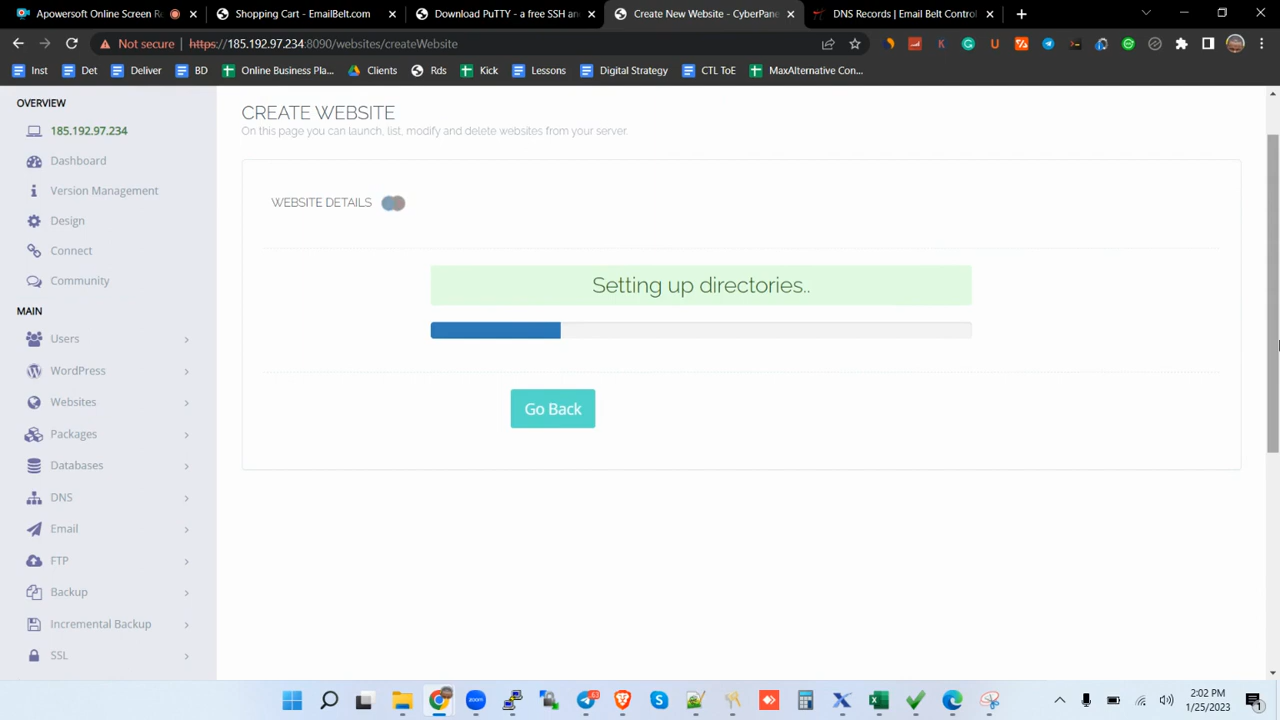 Apowersoft Online Screen Re
Shopping Cart - EmailBelt.com
Download PuTTY - a free SSH and
Create New Website - CyberPane
DNS Records | Email Belt Control
Not secure
https://185.192.97.234:8090/websites/createWebsite
Inst
Det
Deliver
BD
Online Business Pla...
Clients
Rds
Kick
Lessons
Digital Strategy
CTL ToE
MaxAlternative Con...
OVERVIEW
185.192.97.234
Dashboard
Version Management
Design
Connect
Community
MAIN
Users
WordPress
Websites
Packages
Databases
DNS
Email
FTP
Backup
Incremental Backup
SSL
CREATE WEBSITE
On this page you can launch, list, modify and delete websites from your server.
WEBSITE DETAILS
Setting up directories..
Go Back
63
2:02 PM
1/25/2023
1